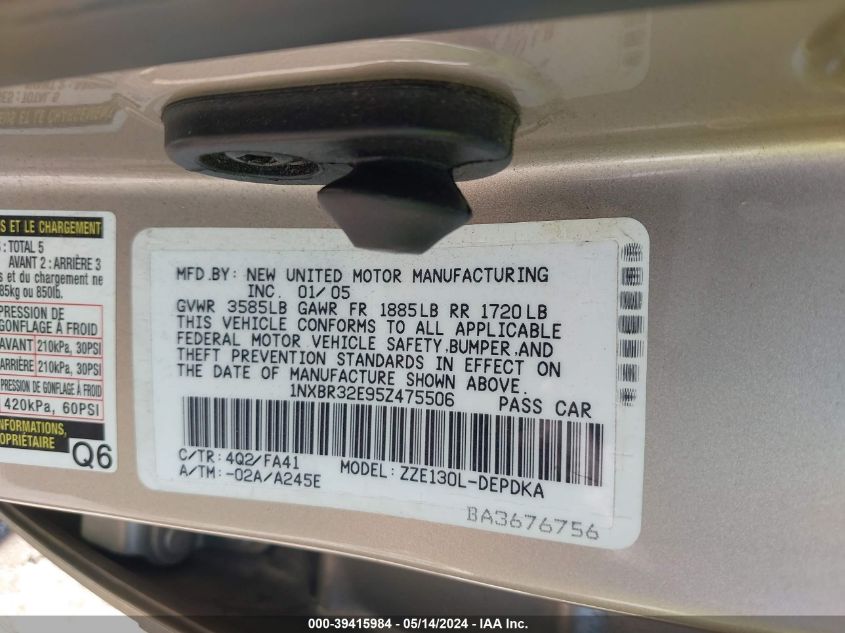 S ET LE CHARGEMENT
: TOTAL 5
AVANT 2 : ARRIÈRE 3
s et du chargement ne
85kg ou 850lb.
PRESSION DE
GONFLAGE À FROID
AVANT 210kPa, 30PSI
ARRIÈRE 210kPa, 30PSI
PRESSION DE GONFLAGE À FROID
420kPa, 60PSI
INFORMATIONS,
PROPRIÉTAIRE
Q6
MFD.BY: NEW UNITED MOTOR MANUFACTURING
INC. 01/05
GVWR 3585LB GAWR FR 1885LB RR 1720LB
THIS VEHICLE CONFORMS TO ALL APPLICABLE
FEDERAL MOTOR VEHICLE SAFETY,BUMPER,AND
THEFT PREVENTION STANDARDS IN EFFECT ON
THE DATE OF MANUFACTURE SHOWN ABOVE.
1NXBR32E95Z475506 PASS CAR
C/TR: 4Q2/FA41 MODEL: ZZE130L-DEPDKA
A/TM: -02A/A245E
BA3676756
000-39415984 - 05/14/2024 - IAA Inc.